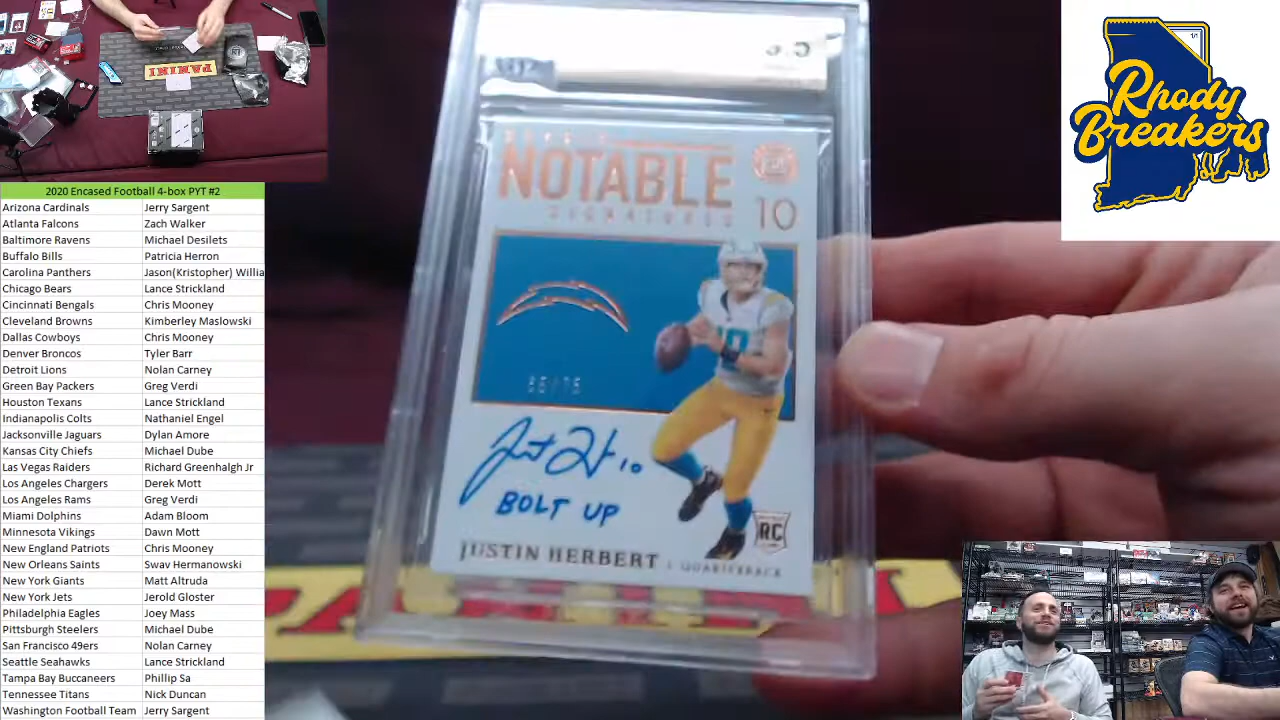 2020 Encased Football 4-box PYT #2
Arizona Cardinals Jerry Sargent
Atlanta Falcons Zach Walker
Baltimore Ravens Michael Desilets
Buffalo Bills Patricia Herron
Carolina Panthers Jason(Kristopher) Willia
Chicago Bears Lance Strickland
Cincinnati Bengals Chris Mooney
Cleveland Browns Kimberley Maslowski
Dallas Cowboys Chris Mooney
Denver Broncos Tyler Barr
Detroit Lions Nolan Carney
Green Bay Packers Greg Verdi
Houston Texans Lance Strickland
Indianapolis Colts Nathaniel Engel
Jacksonville Jaguars Dylan Amore
Kansas City Chiefs Michael Dube
Las Vegas Raiders Richard Greenhalgh Jr
Los Angeles Chargers Derek Mott
Los Angeles Rams Greg Verdi
Miami Dolphins Adam Bloom
Minnesota Vikings Dawn Mott
New England Patriots Chris Mooney
New Orleans Saints Sway Hermanowski
New York Giants Matt Altruda
New York Jets Jerold Gloster
Philadelphia Eagles Joey Mass
Pittsburgh Steelers Michael Dube
San Francisco 49ers Nolan Carney
Seattle Seahawks Lance Strickland
Tampa Bay Buccaneers Phillip Sa
Tennessee Titans Nick Duncan
Washington Football Team Jerry Sargent
PANINI
NOTABLE
SIGNATURES
10
10
BOLT UP
JUSTIN HERBERT QUARTERBACK
RC
PANINI
Rhody
Breakers